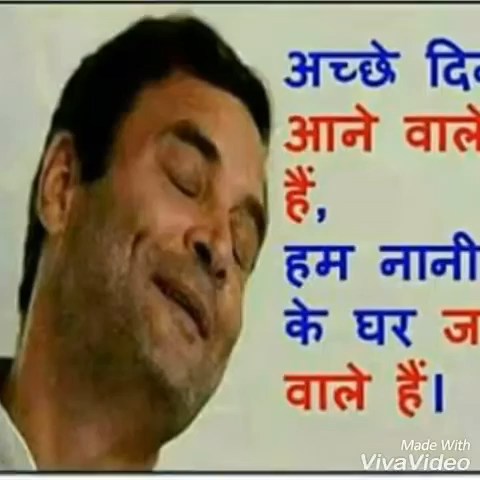 अच्छे
आने वाले
हैं,
हम नानी
के घर
वाले हैं।
Made With
VivaVideo